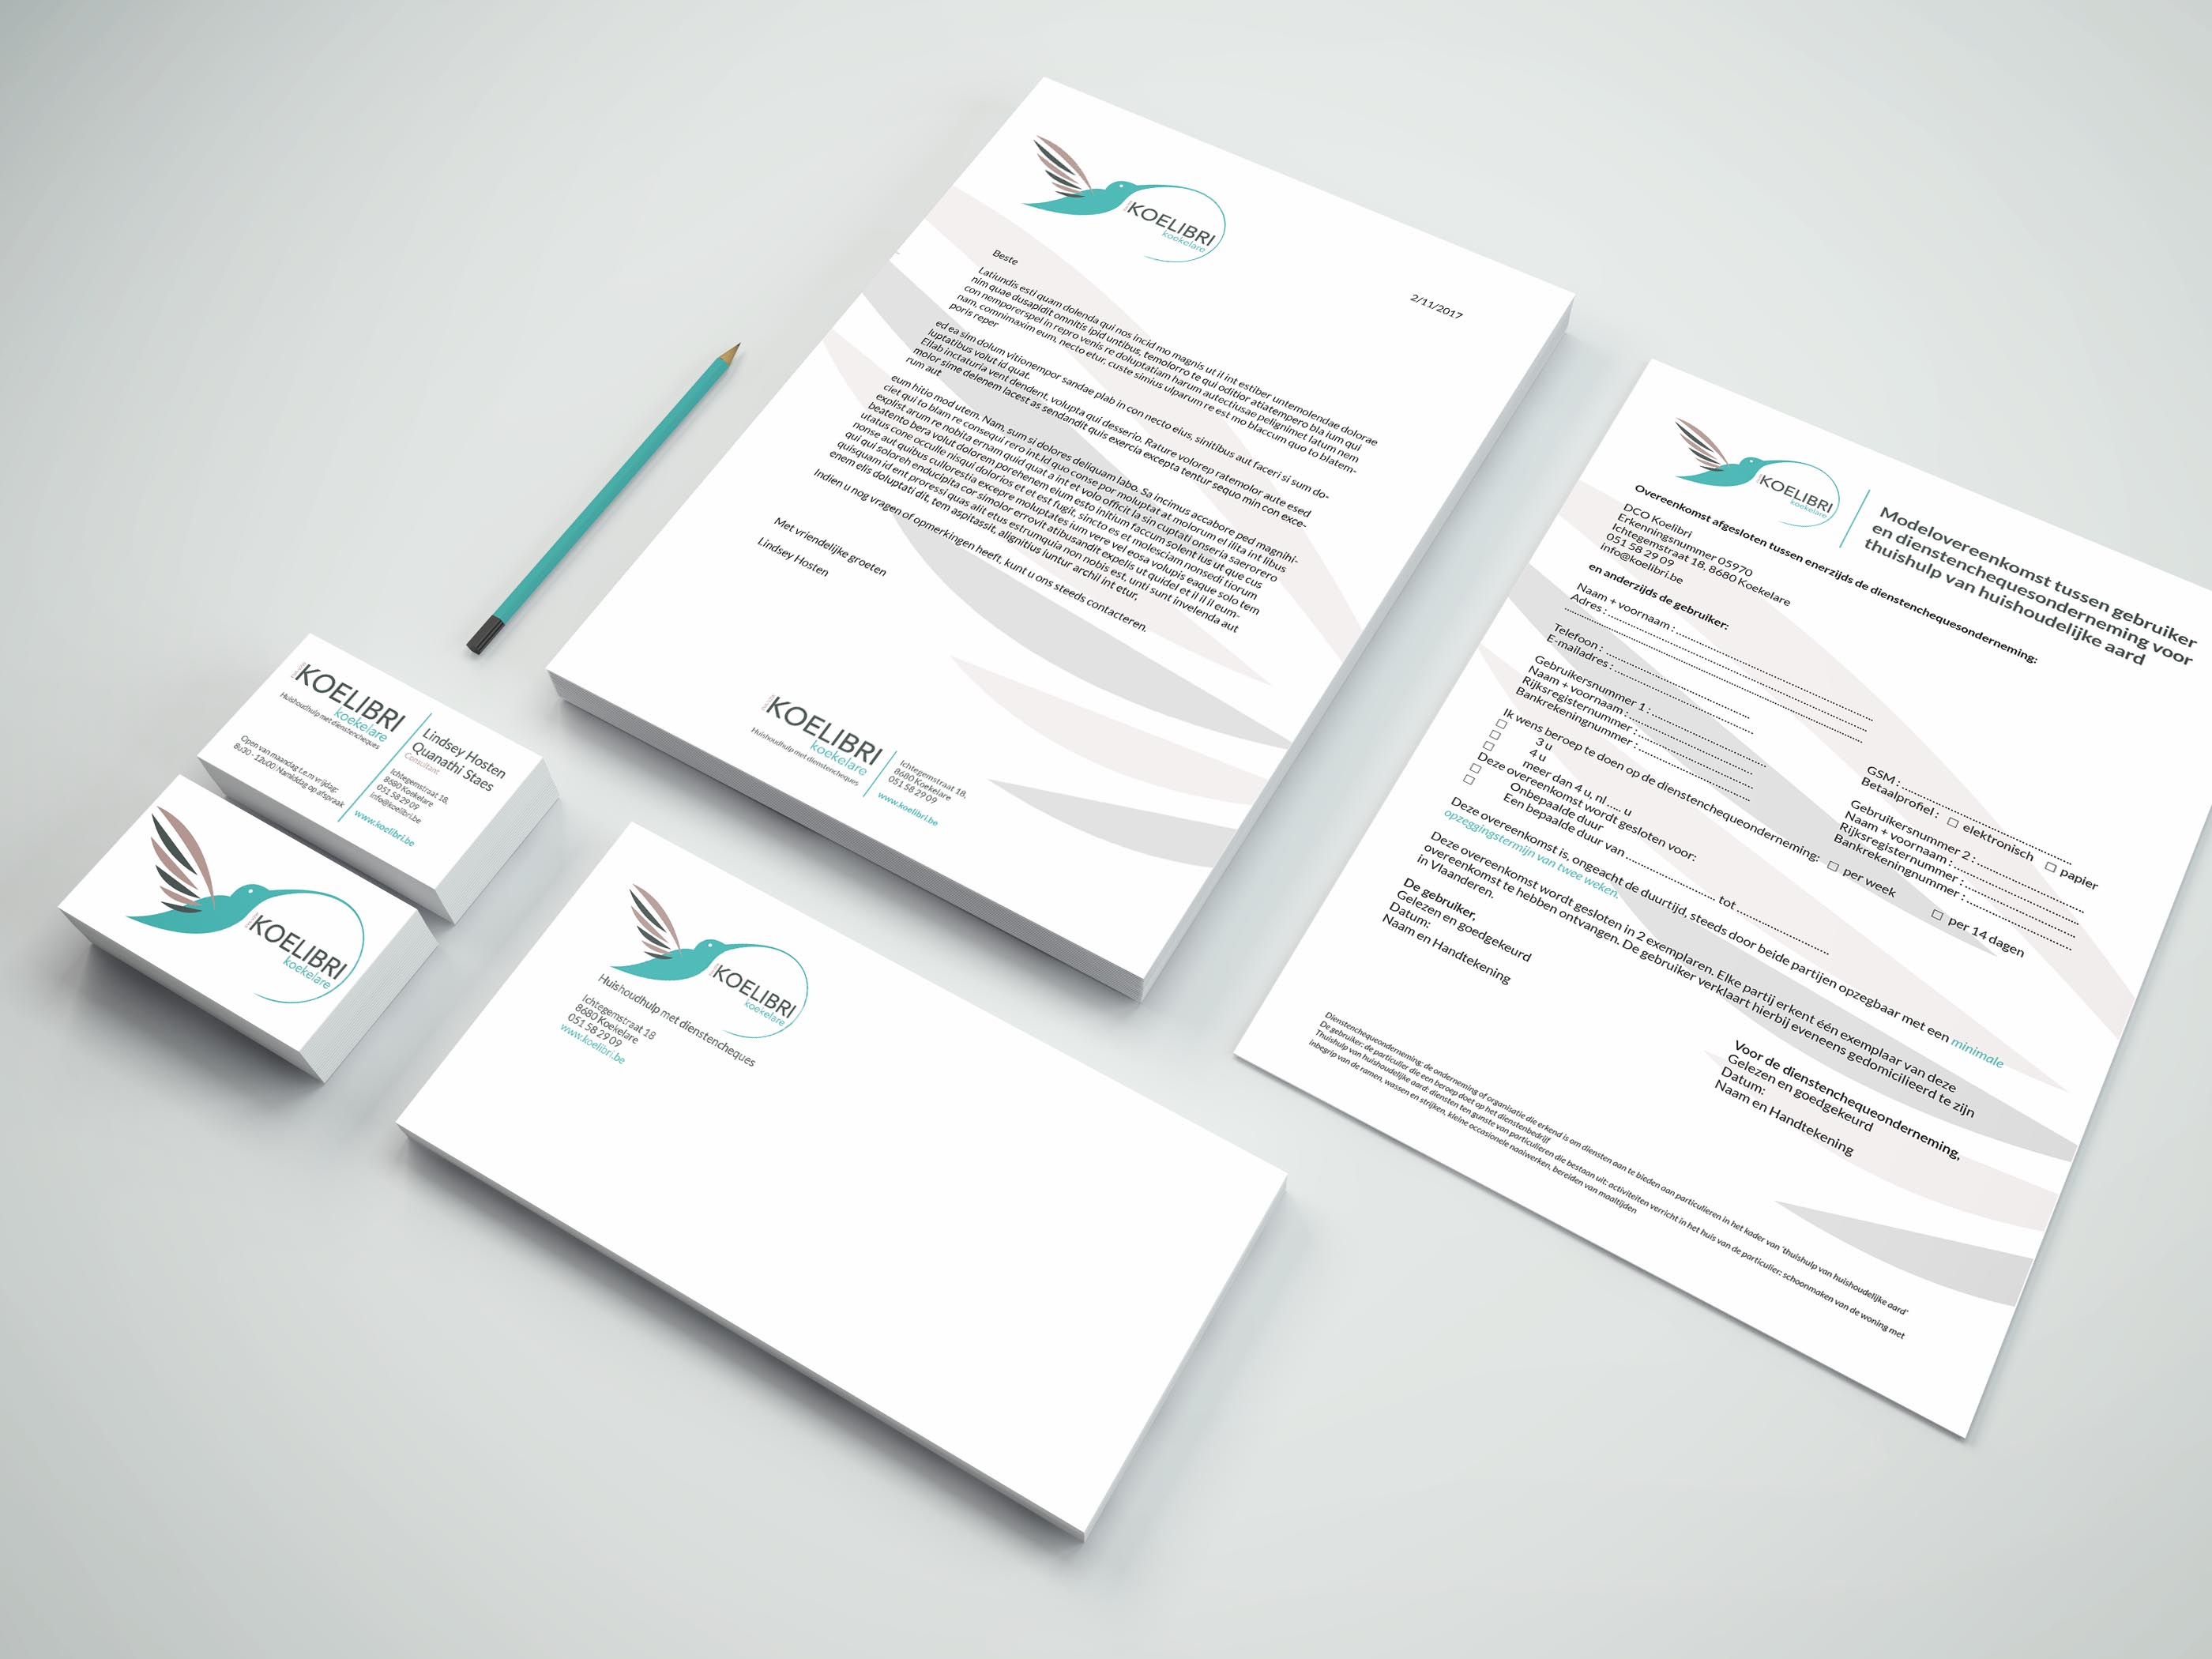 KOELIBRI
koekelare
2/11/2017
Beste
Latiundis esti quam dolenda qui nos incid mo magnis ut il int estiber untemolendae dolorae
nim quae dusapidit omnitis ipid untibus, temolorro te qui oditior atiatempero bla ium qui
con nemporerspel in repro venis re doluptatiam harum autectiusae pelignimet latum nem
nam, comnimaxim eum, necto etur, custe simius ulparum re est mo blaccum quo to blatem-
poris reper
ed ea sim dolum vitionempor sandae plab in con necto eius, sinitibus aut faceri si sum do-
luptatibus volut id quat.
Ellab inctaturia vent dendent, volupta qui desserio. Rature volorep ratemolor aute esed
molor sime delenem lacest as sendandit quis exercia excepta tentur sequo min con exce-
rum aut
eum hitio mod utem. Nam, sum si dolores deliquam labo. Sa incimus accabore ped magnihi-
ciet qui to blam re consequi rero int.Id quo conse por moluptat at molorum el ilita int libus
explist arum re nobita ernam quid quat a int et volo officit la sin cuptati onseria saerorero
beatento bera volut dolorem porehenem eium esto initium faccum solent ius ut que cus
utatus cone occulle nisqui dolorios et et est fugit, sincto es et molesciam nonsedi tiorum
nonse aut quibus cullorestia excepre moluptates ium vere vel eosa volupis eaque solo tem
qui qui soloreh enducipita cor simolor errovit atibusandit expelis ut quidel et il il il eum-
quisquam id ent proressi quas alit etus estrumquia non nobis est, unti sunt invelenda aut
enem elis doluptati dit, tem aspitassit, alignitius iuntur archil int etur,
Indien u nog vragen of opmerkingen heeft, kunt u ons steeds contacteren.
Met vriendelijke groeten
Lindsey Hosten
KOELIBRI
koekelare
Huishoudhulp met dienstencheques
Ichtegemstraat 18,
8680 Koekelare
051 58 29 09
www.koelibri.be
KOELIBRI
koekelare
Modelovereenkomst tussen gebruiker
en dienstenchequesonderneming voor
thuishulp van huishoudelijke aard
Overeenkomst afgesloten tussen enerzijds de dienstenchequesonderneming:
DCO Koelibri
Erkenningsnummer 05970
Ichtegemstraat 18, 8680 Koekelare
051 58 29 09
info@koelibri.be
en anderzijds de gebruiker:
Naam + voornaam :
Adres :
Telefoon :
E-mailadres :
GSM :
Betaalprofiel : elektronisch papier
Gebruikersnummer 1 :
Naam + voornaam :
Rijksregisternummer :
Bankrekeningnummer :
Gebruikersnummer 2 :
Naam + voornaam :
Rijksregisternummer :
Bankrekeningnummer :
Ik wens beroep te doen op de dienstenchequeonderneming: per week per 14 dagen
3 u
4 u
meer dan 4 u, nl .... u
Deze overeenkomst wordt gesloten voor:
Onbepaalde duur
Een bepaalde duur van ........ tot ........
Deze overeenkomst is, ongeacht de duurtijd, steeds door beide partijen opzegbaar met een minimale
opzeggingstermijn van twee weken.
Deze overeenkomst wordt gesloten in 2 exemplaren. Elke partij erkent één exemplaar van deze
overeenkomst te hebben ontvangen. De gebruiker verklaart hierbij eveneens gedomicilieerd te zijn
in Vlaanderen.
De gebruiker,
Gelezen en goedgekeurd
Datum:
Naam en Handtekening
Voor de dienstenchequeonderneming,
Gelezen en goedgekeurd
Datum:
Naam en Handtekening
Dienstenchequeonderneming: de onderneming of organisatie die erkend is om diensten aan te bieden aan particulieren in het kader van 'thuishulp van huishoudelijke aard'
De gebruiker: de particulier die een beroep doet op het dienstenbedrijf
Thuishulp van huishoudelijke aard: diensten ten gunste van particulieren die bestaan uit: activiteiten verricht in het huis van de particulier: schoonmaken van de woning met
inbegrip van de ramen, wassen en strijken, kleine occasionele naaiwerken, bereiden van maaltijden
KOELIBRI
koekelare
Huishoudhulp met dienstencheques
Open van maandag t.e.m vrijdag:
8u30 - 12u00 Namiddag op afspraak
Lindsey Hosten
Quanathi Staes
Consultant
Ichtegemstraat 18,
8680 Koekelare
051 58 29 09
info@koelibri.be
www.koelibri.be
KOELIBRI
koekelare
KOELIBRI
koekelare
Huishoudhulp met dienstencheques
Ichtegemstraat 18
8680 Koekelare
051 58 29 09
www.koelibri.be